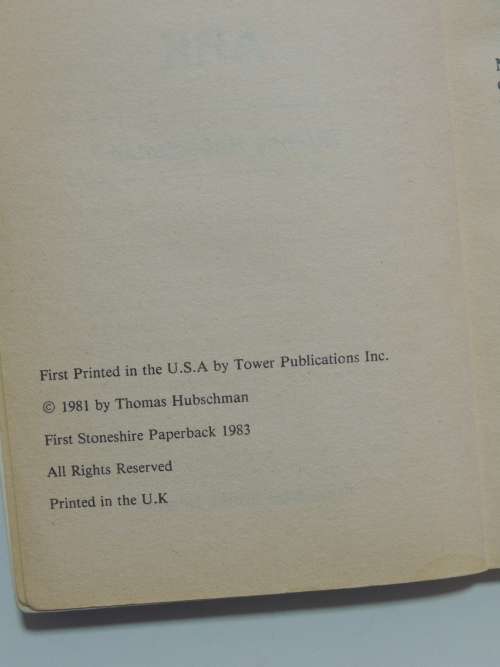 First Printed in the U.S.A by Tower Publications Inc.
© 1981 by Thomas Hubschman
First Stoneshire Paperback 1983
All Rights Reserved
Printed in the U.K